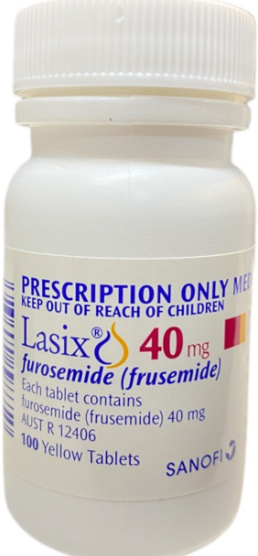 PRESCRIPTION ONLY
KEEP OUT OF REACH OF CHILDREN
Lasix® 40 mg
furosemide (frusemide)
Each tablet contains
furosemide (frusemide) 40 mg
AUST R 12406
100 Yellow Tablets
SANOFI